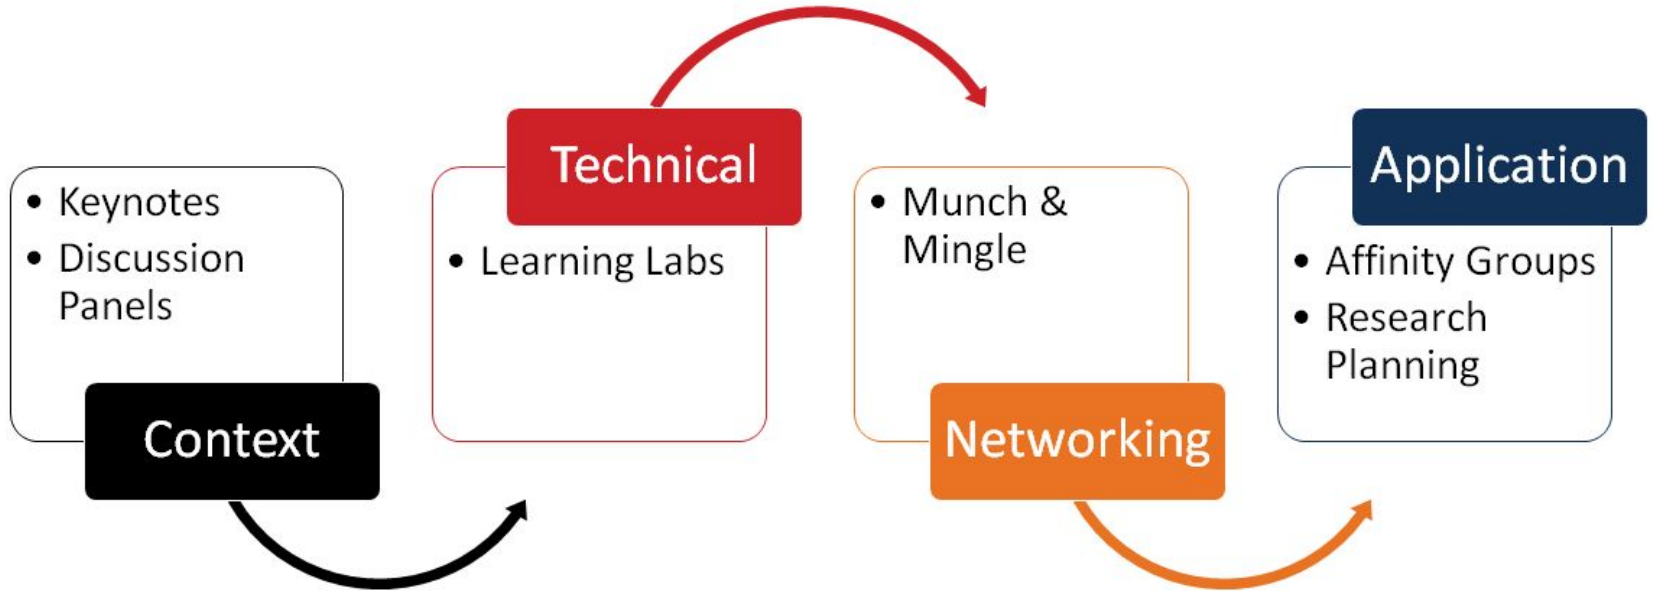 • Keynotes
• Discussion
Panels
Context
Technical
• Learning Labs
• Munch &
Mingle
Networking
Application
• Affinity Groups
• Research
Planning